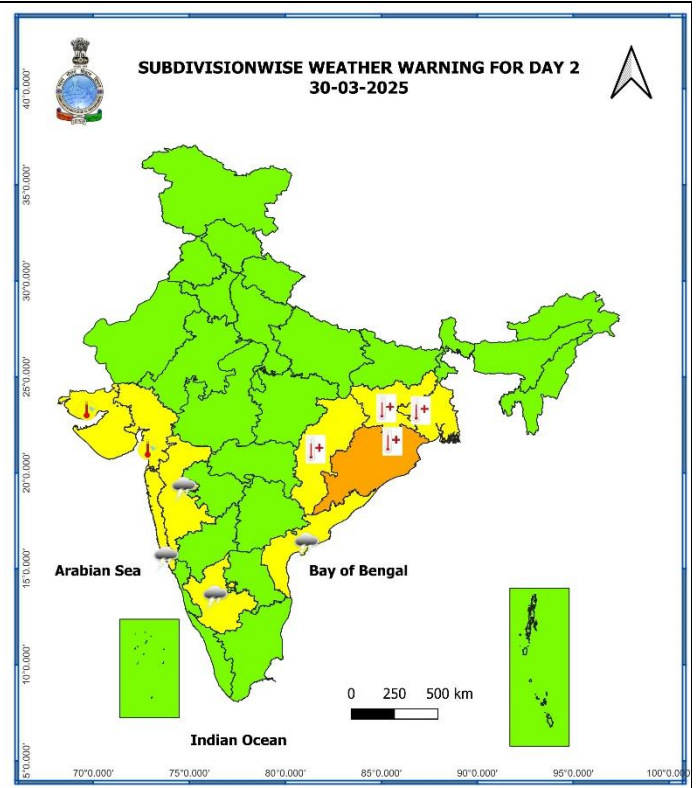 SUBDIVISIONWISE WEATHER WARNING FOR DAY 2
30-03-2025
40°0.000'
35°0.000'
30°0.000'
25°0.000'
20°0.000'
15°0.000'
10°0.000'
5°0.000'
Arabian Sea
Bay of Bengal
0 250 500 km
Indian Ocean
70°0.000' 75°0.000' 80°0.000' 85°0.000' 90°0.000' 95°0.000' 100°0.000'